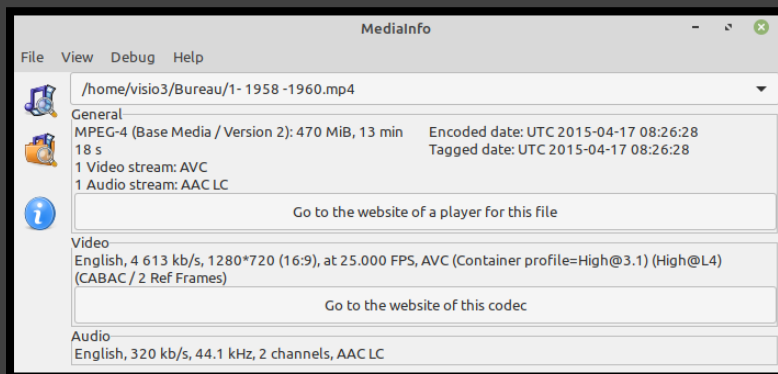 MediaInfo
File View Debug Help
/home/visio3/Bureau/1- 1958 -1960.mp4
General
MPEG-4 (Base Media / Version 2): 470 MiB, 13 min 18 s
Encoded date: UTC 2015-04-17 08:26:28
Tagged date: UTC 2015-04-17 08:26:28
1 Video stream: AVC
1 Audio stream: AAC LC
Go to the website of a player for this file
Video
English, 4 613 kb/s, 1280*720 (16:9), at 25.000 FPS, AVC (Container profile=High@3.1) (High@L4)
(CABAC / 2 Ref Frames)
Go to the website of this codec
Audio
English, 320 kb/s, 44.1 kHz, 2 channels, AAC LC